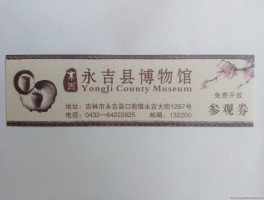 永吉县博物馆
YongJi County Museum
免费开放
参观券
地址：吉林市永吉县口前镇永吉大街1297号
电话：0432—64222825 邮编：132200